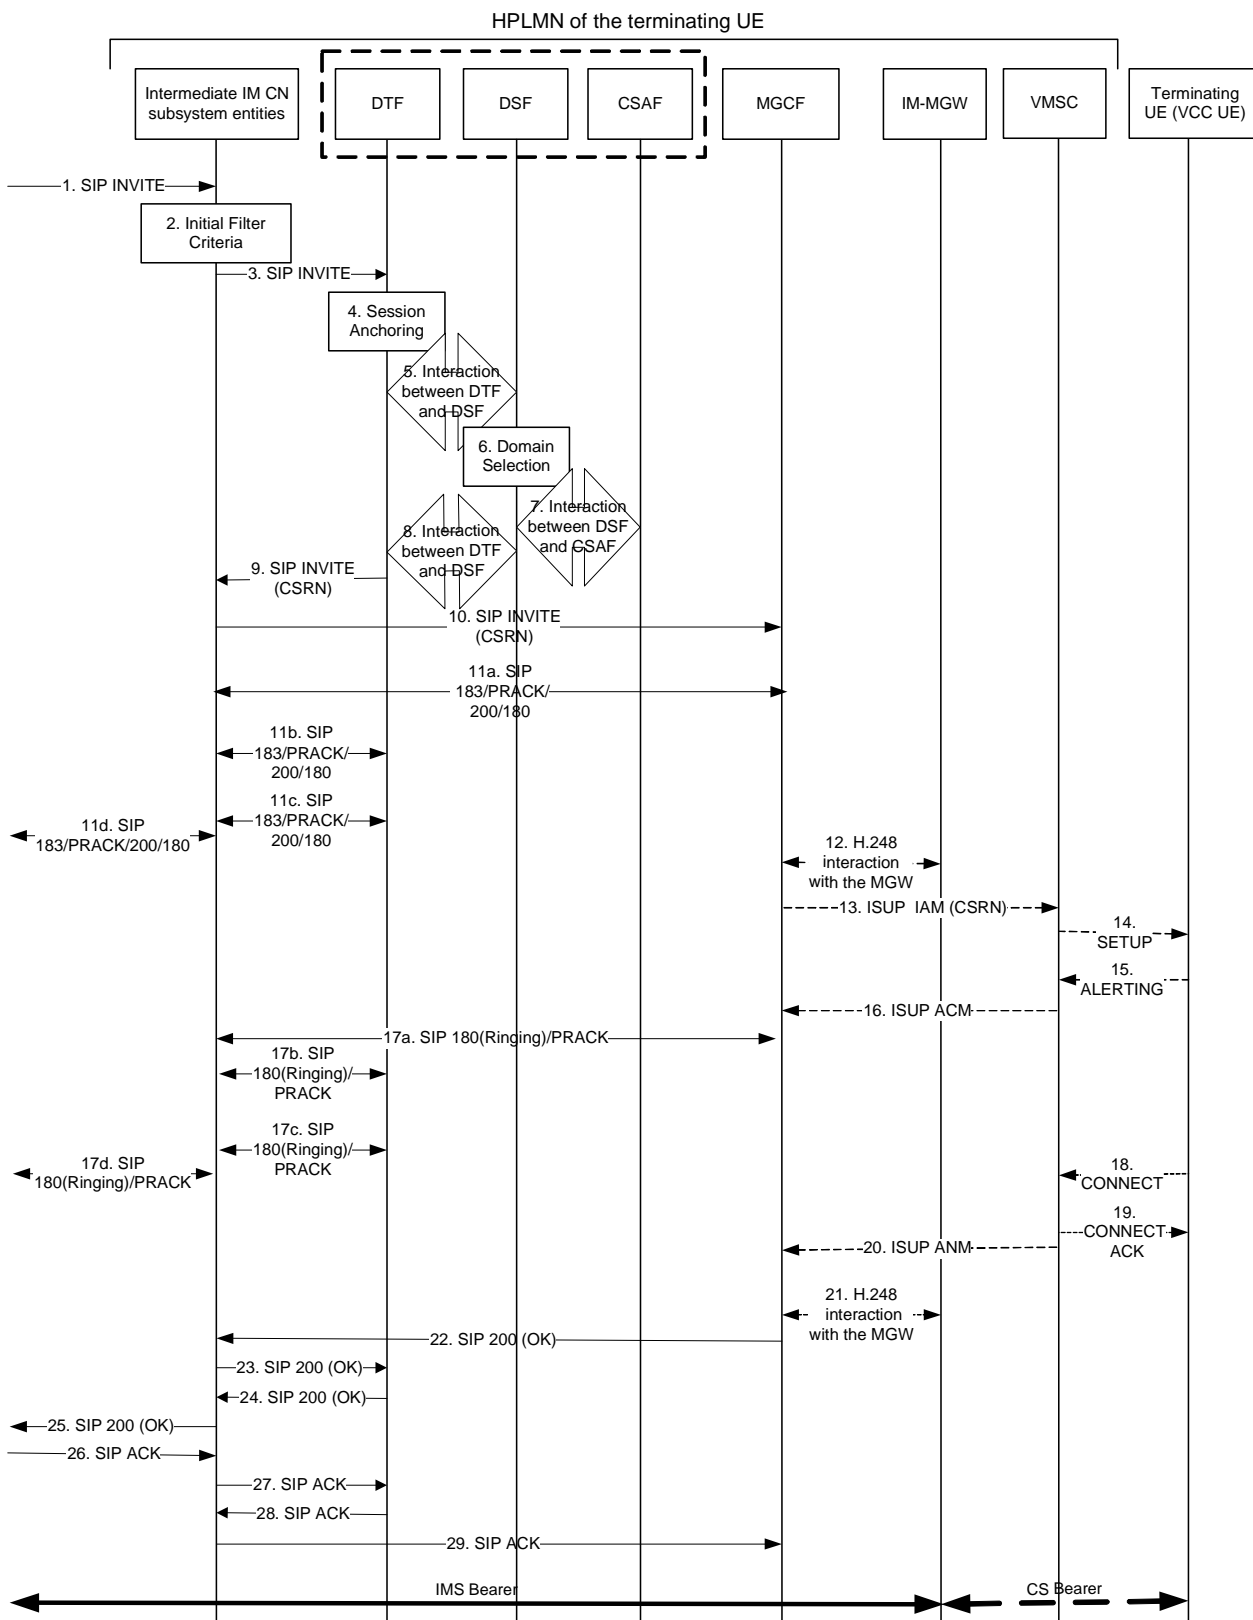 HPLMN of the terminating UE
Intermediate IM CN
subsystem entities
DTF
DSF
CSAF
MGCF
IM-MGW
VMSC
Terminating
UE (VCC UE)
1. SIP INVITE
2. Initial Filter
Criteria
3. SIP INVITE
4. Session
Anchoring
5. Interaction
between DTF
and DSF
6. Domain
Selection
7. Interaction
between DSF
and CSAF
8. Interaction
between DTF
and DSF
9. SIP INVITE
(CSRN)
10. SIP INVITE
(CSRN)
11a. SIP
183/PRACK/
200/180
11b. SIP
183/PRACK/
200/180
11c. SIP
183/PRACK/
200/180
11d. SIP
183/PRACK/200/180
12. H.248
interaction
with the MGW
13. ISUP IAM (CSRN)
14.
SETUP
15.
ALERTING
16. ISUP ACM
17a. SIP 180(Ringing)/PRACK
17b. SIP
180(Ringing)/
PRACK
17c. SIP
180(Ringing)/
PRACK
17d. SIP
180(Ringing)/PRACK
18.
CONNECT
19.
CONNECT
ACK
20. ISUP ANM
21. H.248
interaction
with the MGW
22. SIP 200 (OK)
23. SIP 200 (OK)
24. SIP 200 (OK)
25. SIP 200 (OK)
26. SIP ACK
27. SIP ACK
28. SIP ACK
29. SIP ACK
IMS Bearer
CS Bearer